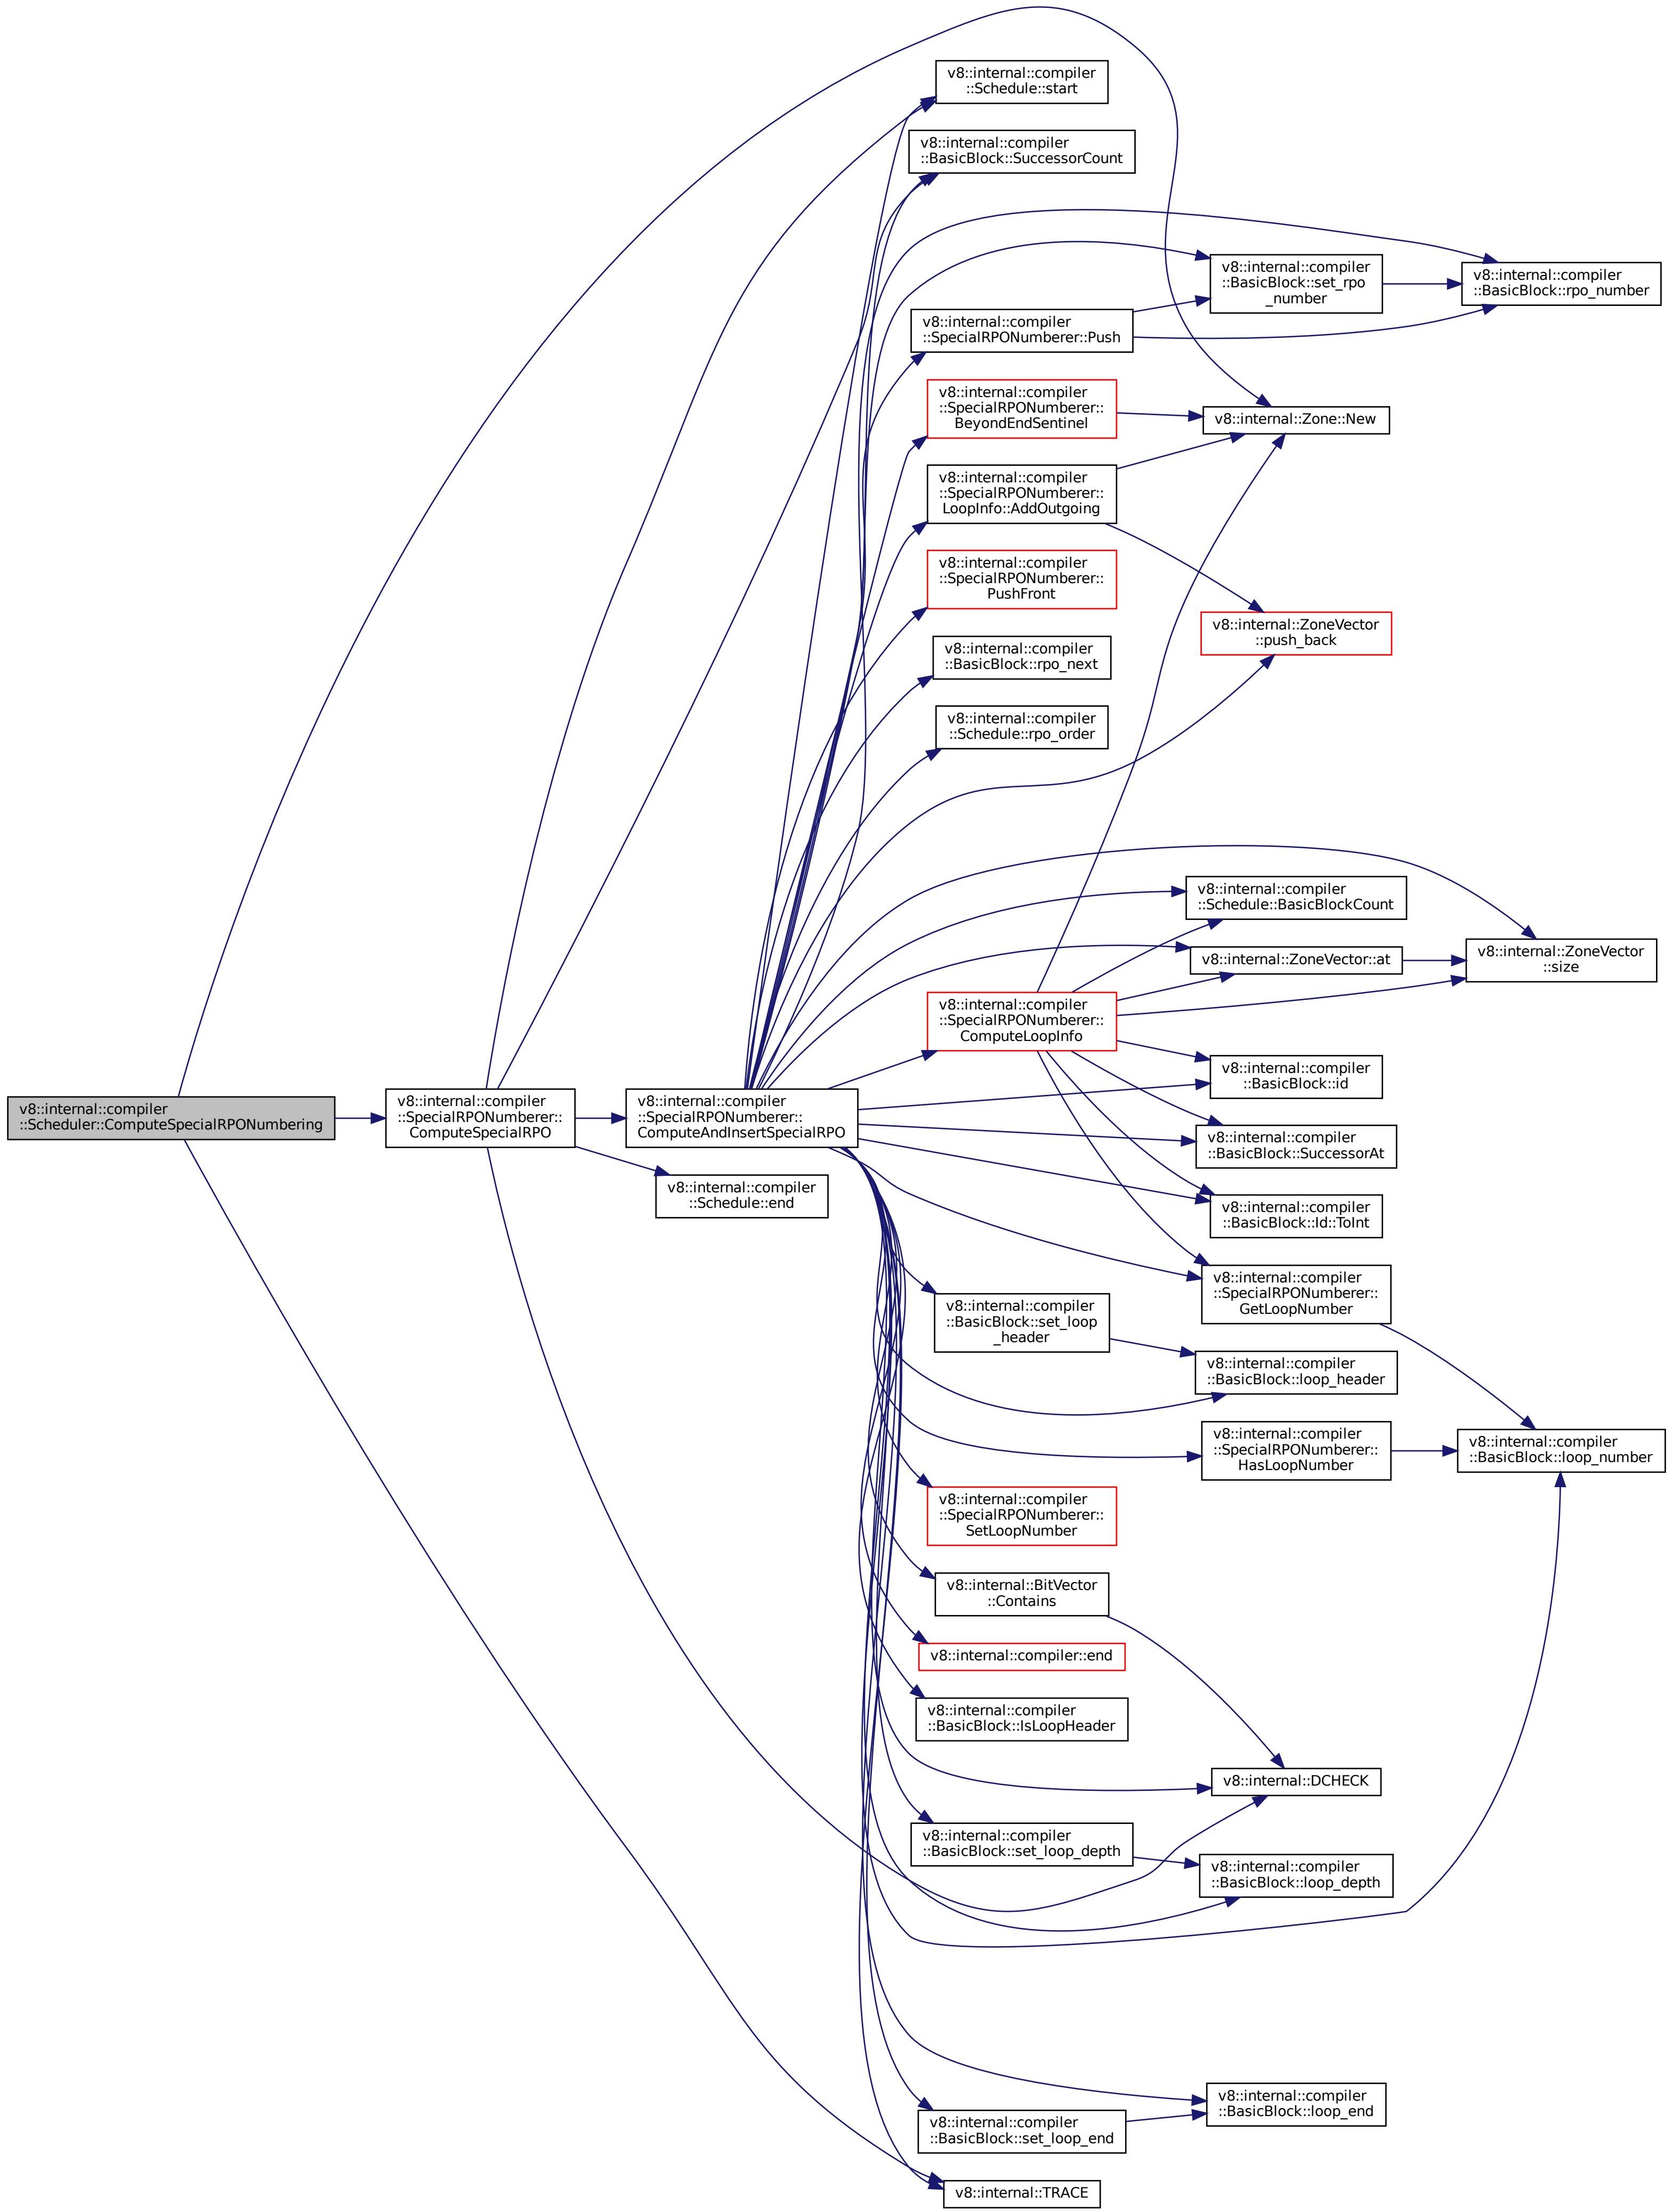 v8::internal::compiler
::Scheduler::ComputeSpecialRPONumbering
v8::internal::compiler
::SpecialRPONumberer::
ComputeSpecialRPO
v8::internal::compiler
::SpecialRPONumberer::
ComputeAndInsertSpecialRPO
v8::internal::compiler
::Schedule::end
v8::internal::compiler
::Schedule::start
v8::internal::compiler
::BasicBlock::SuccessorCount
v8::internal::compiler
::SpecialRPONumberer::Push
v8::internal::compiler
::SpecialRPONumberer::
BeyondEndSentinel
v8::internal::compiler
::SpecialRPONumberer::
LoopInfo::AddOutgoing
v8::internal::compiler
::SpecialRPONumberer::
PushFront
v8::internal::compiler
::BasicBlock::rpo_next
v8::internal::compiler
::Schedule::rpo_order
v8::internal::compiler
::SpecialRPONumberer::
ComputeLoopInfo
v8::internal::compiler
::BasicBlock::set_loop
_header
v8::internal::compiler
::SpecialRPONumberer::
SetLoopNumber
v8::internal::BitVector
::Contains
v8::internal::compiler::end
v8::internal::compiler
::BasicBlock::IsLoopHeader
v8::internal::compiler
::BasicBlock::set_loop_depth
v8::internal::compiler
::BasicBlock::set_loop_end
v8::internal::TRACE
v8::internal::compiler
::BasicBlock::set_rpo
_number
v8::internal::Zone::New
v8::internal::ZoneVector
::push_back
v8::internal::compiler
::Schedule::BasicBlockCount
v8::internal::ZoneVector::at
v8::internal::compiler
::BasicBlock::id
v8::internal::compiler
::BasicBlock::SuccessorAt
v8::internal::compiler
::BasicBlock::Id::ToInt
v8::internal::compiler
::SpecialRPONumberer::
GetLoopNumber
v8::internal::compiler
::BasicBlock::loop_header
v8::internal::compiler
::SpecialRPONumberer::
HasLoopNumber
v8::internal::DCHECK
v8::internal::compiler
::BasicBlock::loop_depth
v8::internal::compiler
::BasicBlock::loop_end
v8::internal::compiler
::BasicBlock::rpo_number
v8::internal::ZoneVector
::size
v8::internal::compiler
::BasicBlock::loop_number